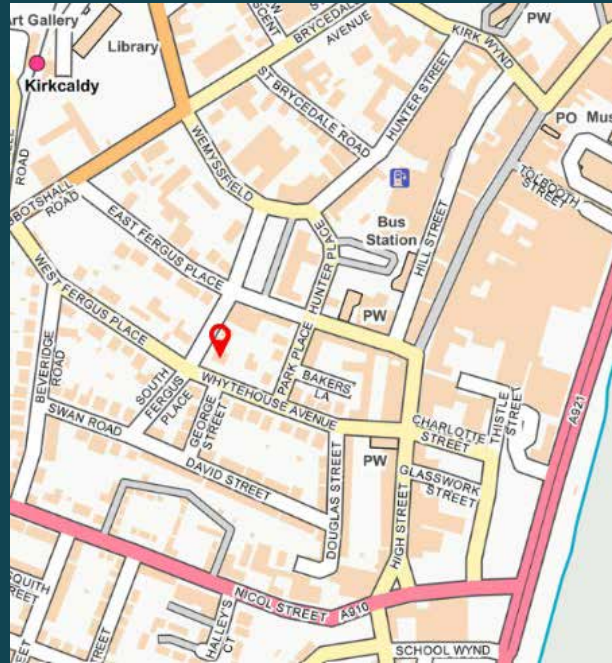 Art Gallery
Library
Kirkcaldy
BRYCEDALE
AVENUE
KIRK WYND
PW
ST BRYCEDALE ROAD
HUNTER STREET
PO
WEMYSSFIELD
TOLBOOTH
STREET
ROAD
ROAD
EAST FERGUS PLACE
Bus
Station
HILL STREET
HUNTER PLACE
WEST FERGUS PLACE
PW
PARK PLACE
BAKERS'
LA
BEVERIDGE
ROAD
SOUTH
FERGUS
PLACE
GEORGE
STREET
WHYTEHOUSE AVENUE
CHARLOTTE
STREET
THISTLE
STREET
A921
SWAN ROAD
DAVID STREET
DOUGLAS STREET
PW
GLASSWORK
STREET
HIGH STREET
NICOL STREET
A910
STREET
HALLEY'S
CT
SCHOOL WYND